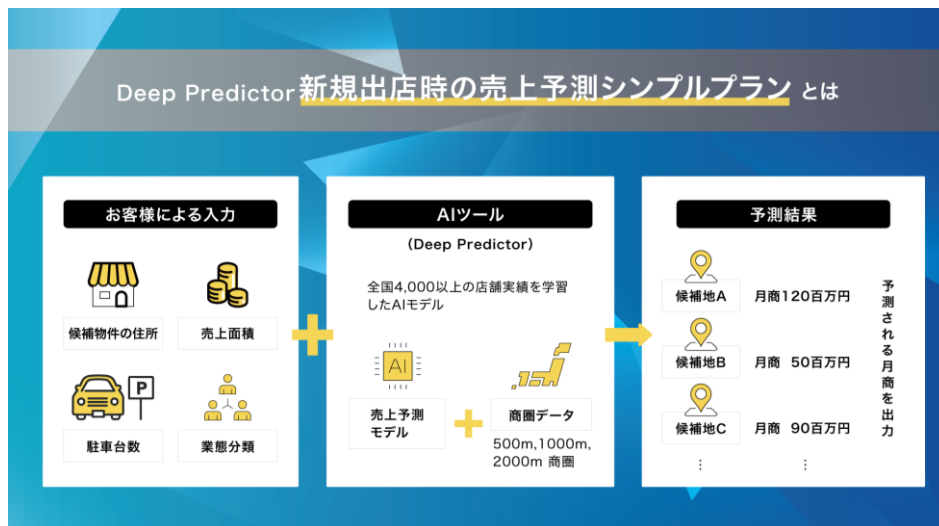 Deep Predictor 新規出店時の売上予測シンプルプラン とは
お客様による入力
候補物件の住所
売上面積
P
駐車台数
業態分類
AIツール
(Deep Predictor)
全国4,000以上の店舗実績を学習
したAIモデル
AI
売上予測
モデル
商圏データ
500m,1000m,
2000m 商圏
予測結果
候補地A 月商120百万円
候補地B 月商 50百万円
候補地C 月商 90百万円
⋮ ⋮
予測される月商を出力